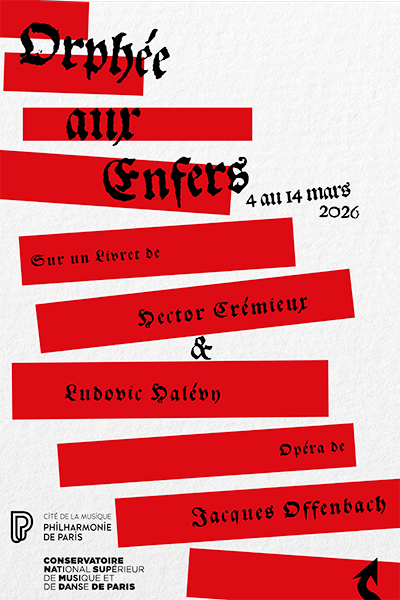 Orphée
aux
Enfers
4 au 14 mars
2026
Sur un Livret de
Hector Crémieux
&
Ludovic Halévy
Opéra de
Jacques Offenbach
CITÉ DE LA MUSIQUE
PHILHARMONIE
DE PARIS
CONSERVATOIRE
NATIONAL SUPÉRIEUR
DE MUSIQUE ET
DE DANSE DE PARIS